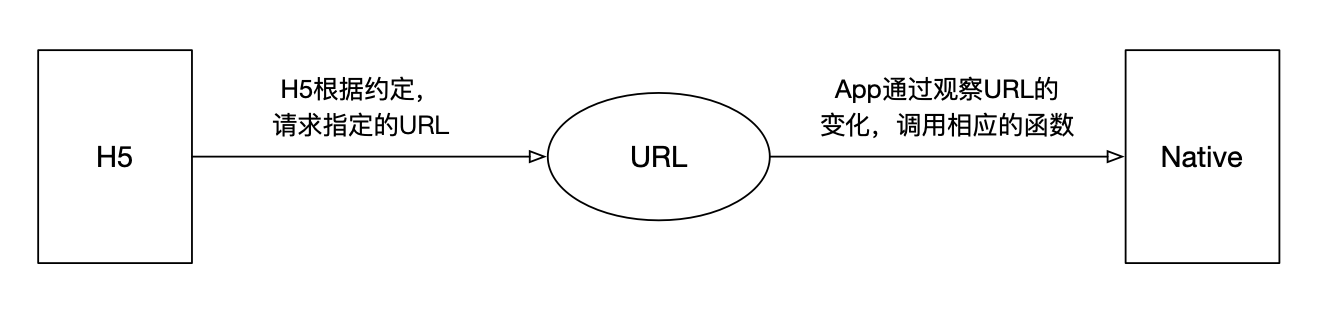 H5
H5根据约定，
请求指定的URL
URL
App通过观察URL的
变化，调用相应的函数
Native